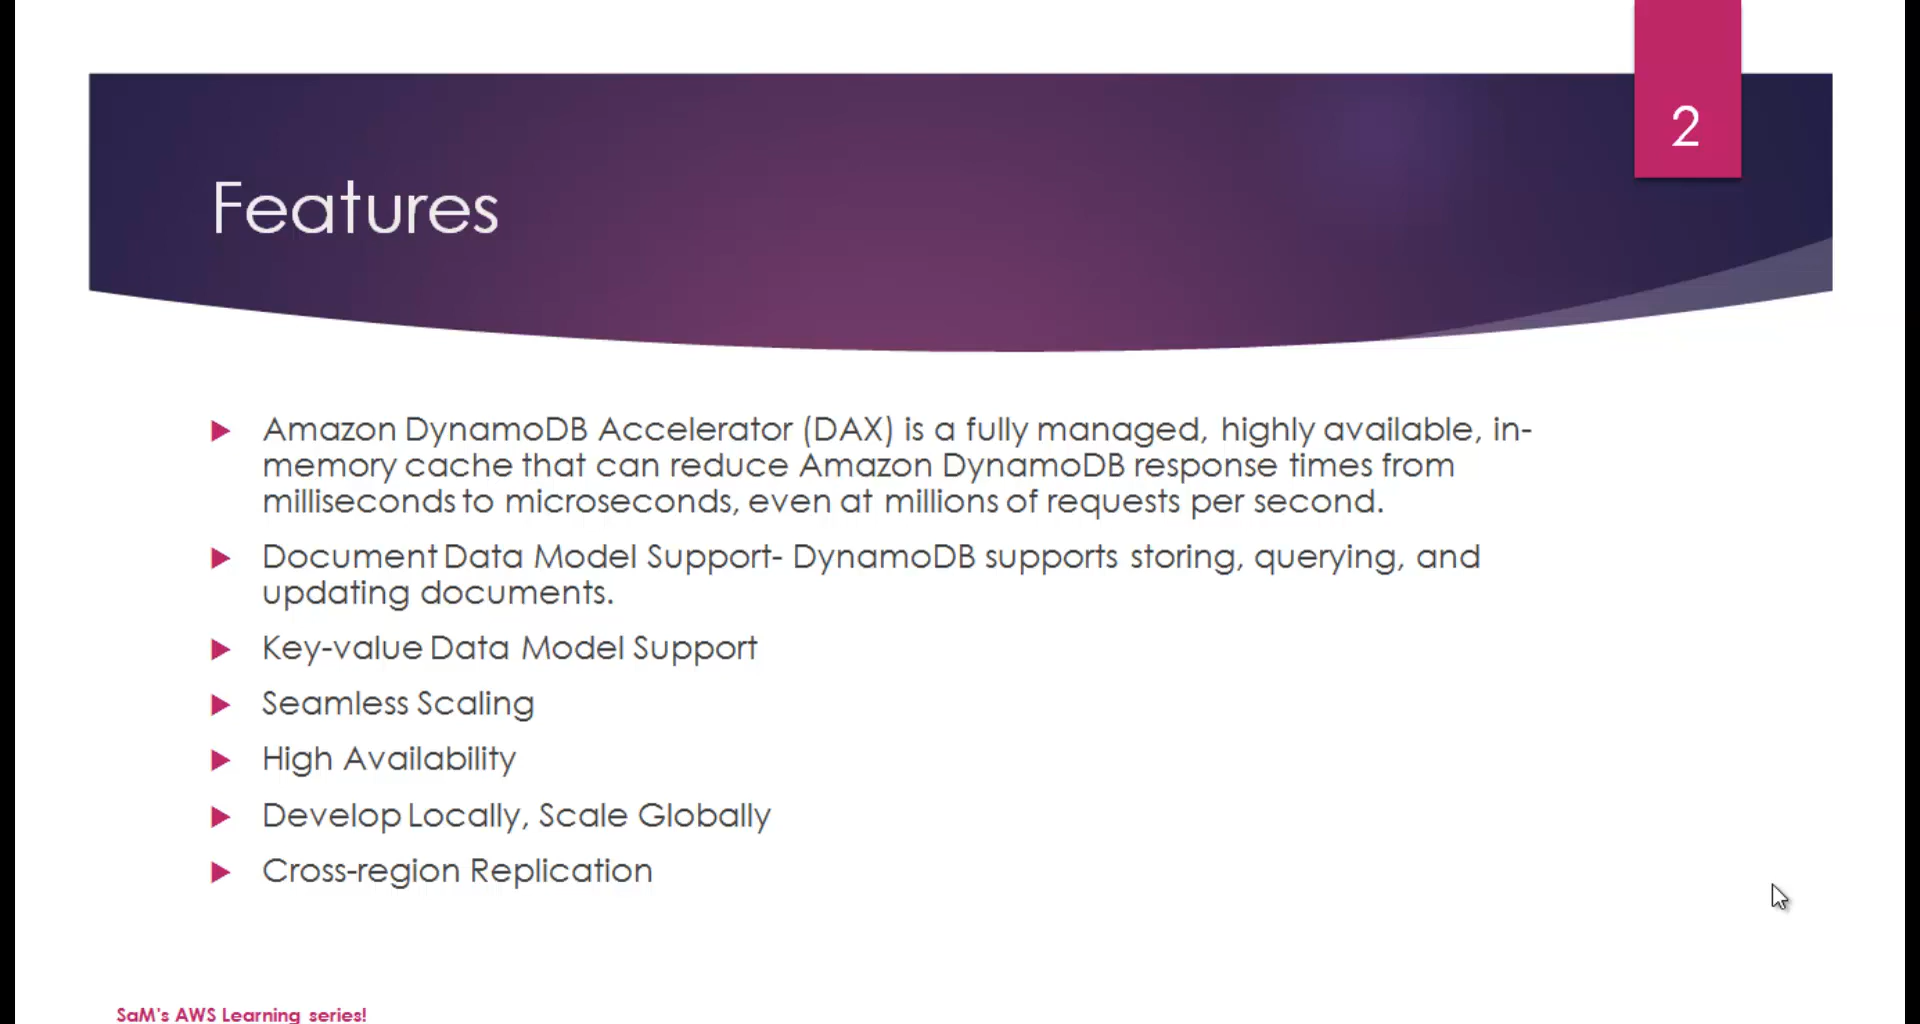 2
Features
Amazon DynamoDB Accelerator (DAX) is a fully managed, highly available, in-
memory cache that can reduce Amazon DynamoDB response times from
milliseconds to microseconds, even at millions of requests per second.
Document Data Model Support- DynamoDB supports storing, querying, and
updating documents.
Key-value Data Model Support
Seamless Scaling
High Availability
Develop Locally, Scale Globally
Cross-region Replication
SaM's AWS Learning series!